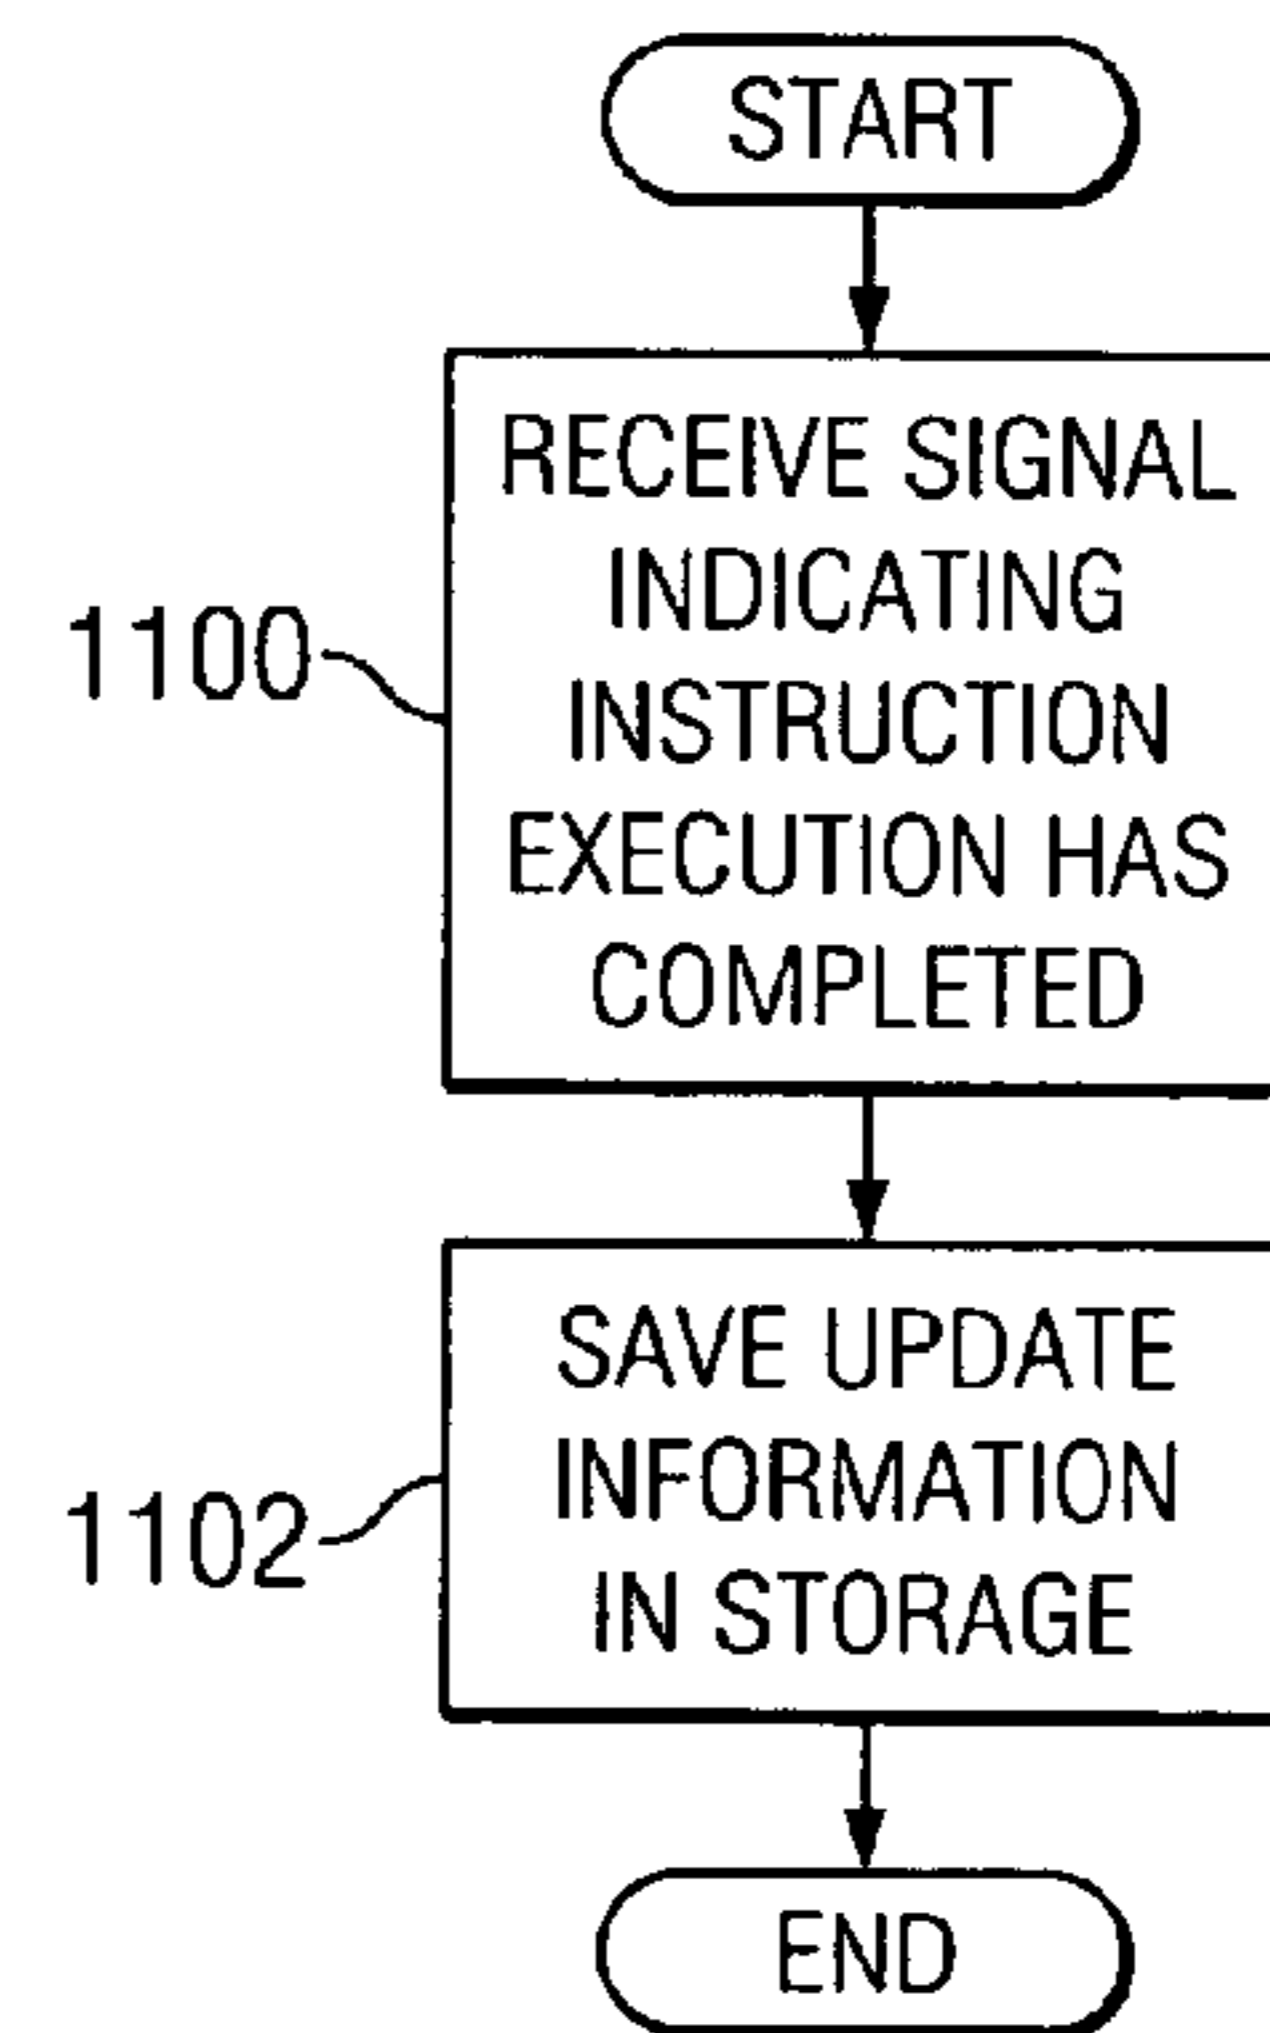 START
RECEIVE SIGNAL
INDICATING
INSTRUCTION
EXECUTION HAS
COMPLETED
1100
SAVE UPDATE
INFORMATION
IN STORAGE
1102
END